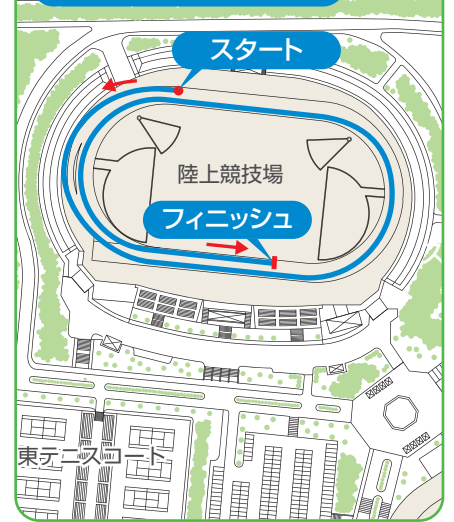 スタート
陸上競技場
フィニッシュ
東テニスコート